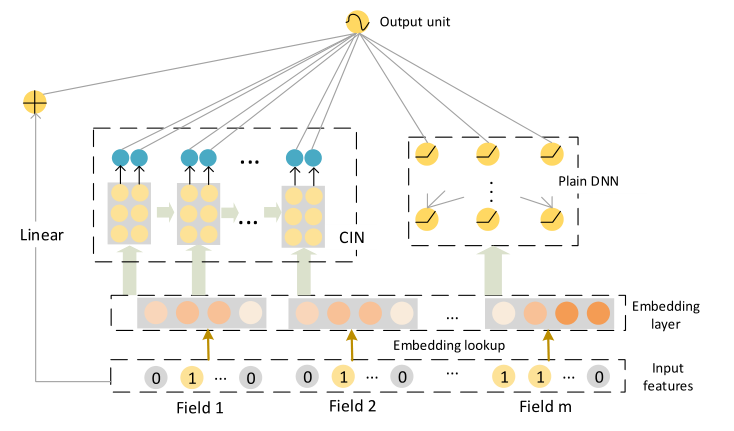 Output unit
Linear
...
...
CIN
Plain DNN
...
Embedding
layer
...
Embedding lookup
0 1 ... 0 0 1 ... 0 ... 1 1 ... 0
Input
features
Field 1 Field 2 Field m